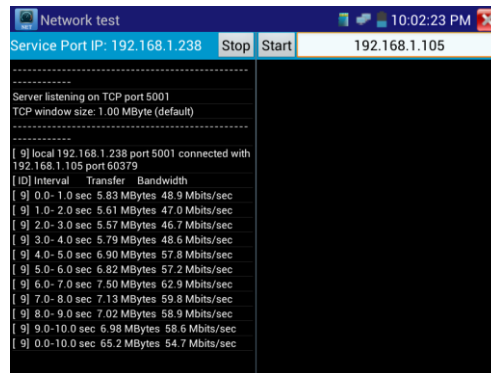 NET
Network test
10:02:23 PM
Service Port IP: 192.168.1.238
Stop
Start
192.168.1.105
------------------------------------------------
------------
Server listening on TCP port 5001
TCP window size: 1.00 MByte (default)
------------------------------------------------
------------
[ 9] local 192.168.1.238 port 5001 connected with
192.168.1.105 port 60379
[ ID] Interval Transfer Bandwidth
[ 9] 0.0- 1.0 sec 5.83 MBytes 48.9 Mbits/sec
[ 9] 1.0- 2.0 sec 5.61 MBytes 47.0 Mbits/sec
[ 9] 2.0- 3.0 sec 5.57 MBytes 46.7 Mbits/sec
[ 9] 3.0- 4.0 sec 5.79 MBytes 48.6 Mbits/sec
[ 9] 4.0- 5.0 sec 6.90 MBytes 57.8 Mbits/sec
[ 9] 5.0- 6.0 sec 6.82 MBytes 57.2 Mbits/sec
[ 9] 6.0- 7.0 sec 7.50 MBytes 62.9 Mbits/sec
[ 9] 7.0- 8.0 sec 7.13 MBytes 59.8 Mbits/sec
[ 9] 8.0- 9.0 sec 7.02 MBytes 58.9 Mbits/sec
[ 9] 9.0-10.0 sec 6.98 MBytes 58.6 Mbits/sec
[ 9] 0.0-10.0 sec 65.2 MBytes 54.7 Mbits/sec